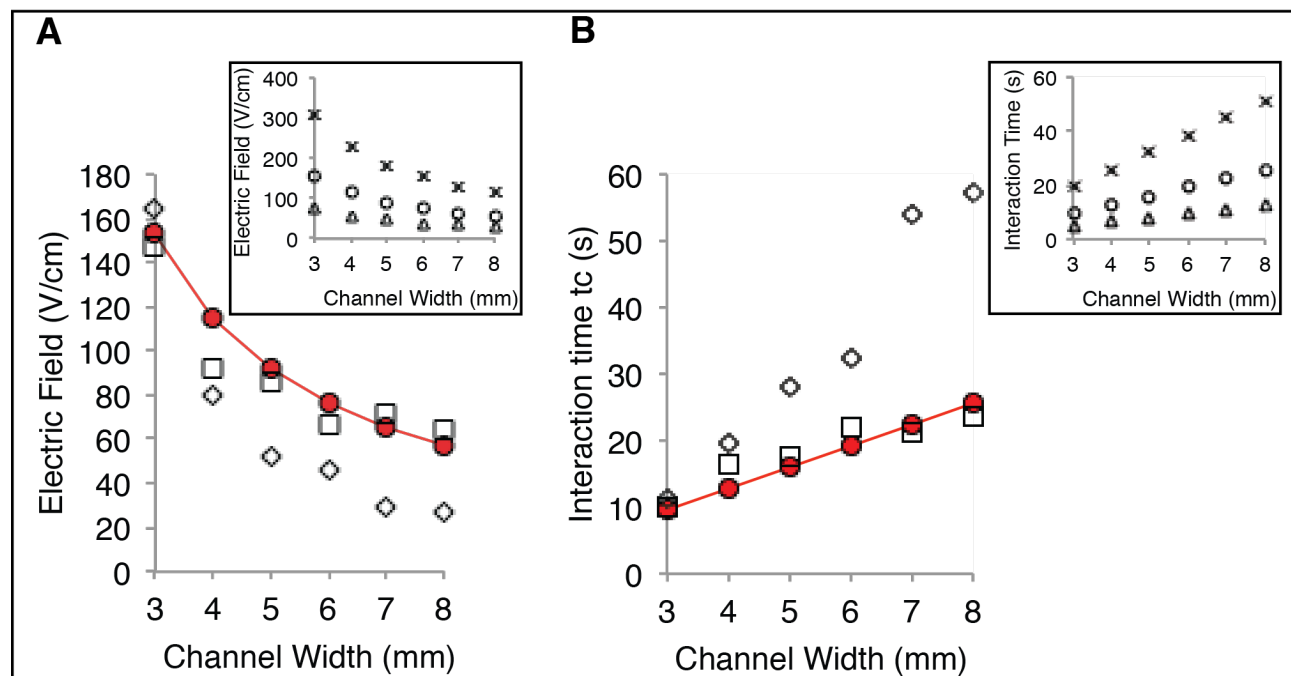 A
Electric Field (V/cm)
400
300
200
100
0
3 4 5 6 7 8
Channel Width (mm)
Electric Field (V/cm)
180
160
140
120
100
80
60
40
20
0
3 4 5 6 7 8
Channel Width (mm)
B
Interaction Time (s)
60
40
20
0
3 4 5 6 7 8
Channel Width (mm)
Interaction time tc (s)
60
50
40
30
20
10
0
3 4 5 6 7 8
Channel Width (mm)